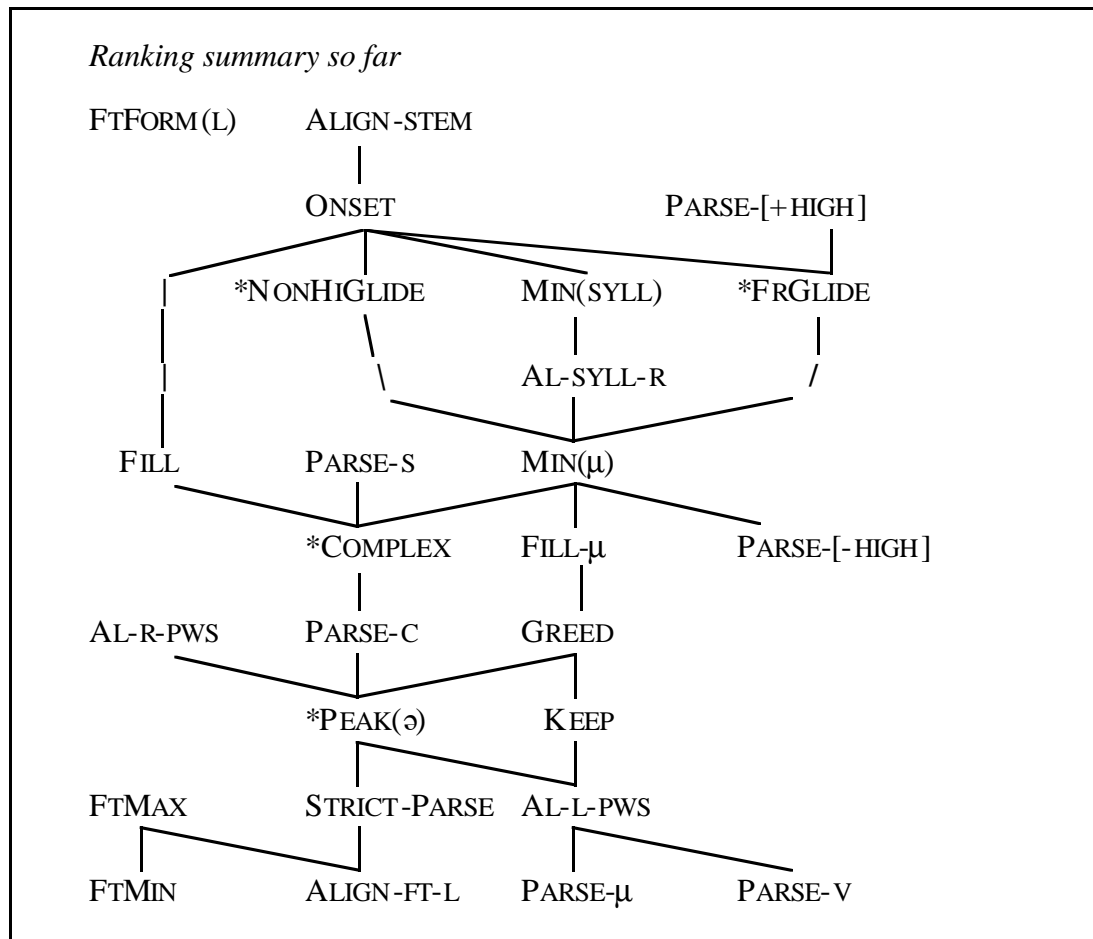 Ranking summary so far
FTFORM(L) ALIGN-STEM
ONSET PARSE-[+HIGH]
*NONHIGLIDE MIN(SYLL) *FRGLIDE
AL-SYLL-R
FILL PARSE-S MIN(μ)
*COMPLEX FILL-μ PARSE-[-HIGH]
AL-R-PWS PARSE-C GREED
*PEAK(ə) KEEP
FTMAX STRICT-PARSE AL-L-PWS
FTMIN ALIGN-FT-L PARSE-μ PARSE-V